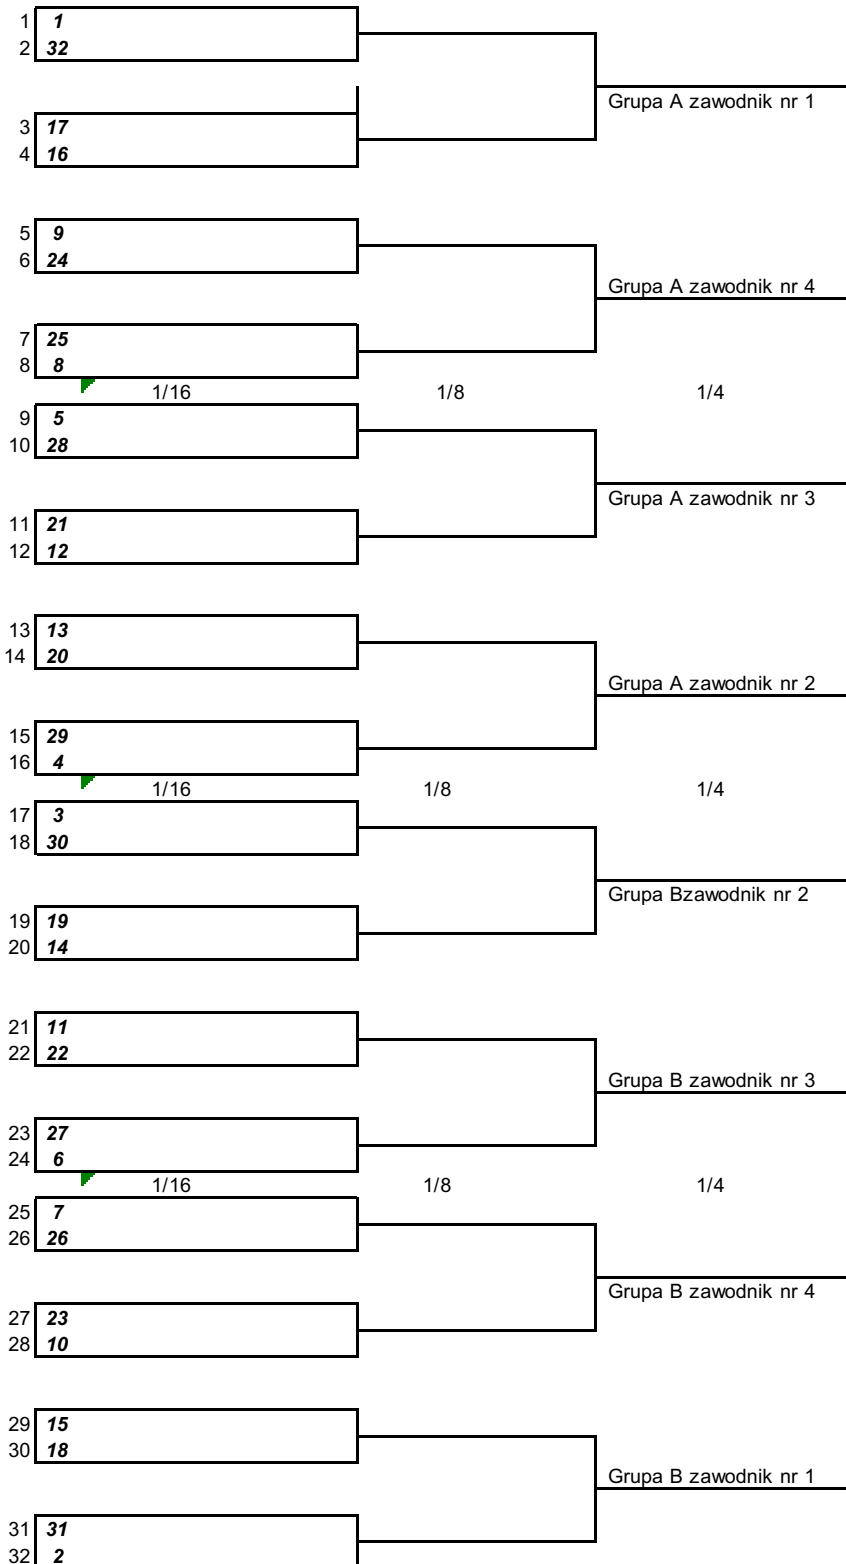 1 1
2 32
Grupa A zawodnik nr 1
3 17
4 16
5 9
6 24
Grupa A zawodnik nr 4
7 25
8 8
1/16 1/8 1/4
9 5
10 28
Grupa A zawodnik nr 3
11 21
12 12
13 13
14 20
Grupa A zawodnik nr 2
15 29
16 4
1/16 1/8 1/4
17 3
18 30
Grupa Bzawodnik nr 2
19 19
20 14
21 11
22 22
Grupa B zawodnik nr 3
23 27
24 6
1/16 1/8 1/4
25 7
26 26
Grupa B zawodnik nr 4
27 23
28 10
29 15
30 18
Grupa B zawodnik nr 1
31 31
32 2